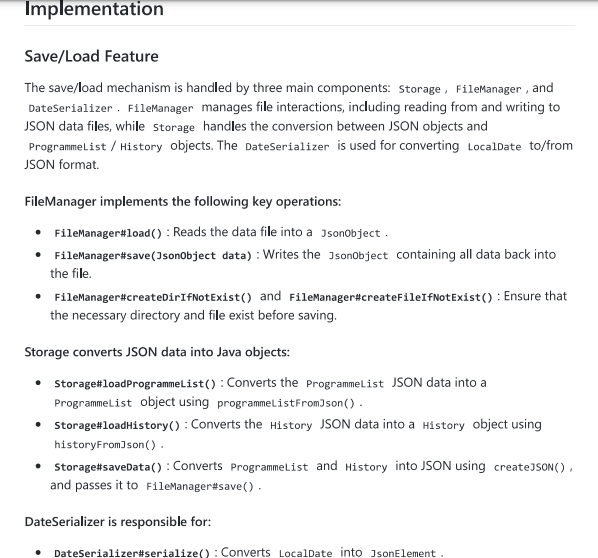 Implementation
Save/Load Feature
The save/load mechanism is handled by three main components: Storage , FileManager , and
DateSerializer . FileManager manages file interactions, including reading from and writing to
JSON data files, while Storage handles the conversion between JSON objects and
ProgrammeList / History objects. The DateSerializer is used for converting LocalDate to/from
JSON format.
FileManager implements the following key operations:
• FileManager#load() : Reads the data file into a JsonObject .
• FileManager#save(JsonObject data) : Writes the JsonObject containing all data back into
the file.
• FileManager#createDirIfNotExist() and FileManager#createFileIfNotExist() : Ensure that
the necessary directory and file exist before saving.
Storage converts JSON data into Java objects:
• Storage#loadProgrammeList() : Converts the ProgrammeList JSON data into a
ProgrammeList object using programmeListFromJson() .
• Storage#loadHistory() : Converts the History JSON data into a History object using
historyFromJson() .
• Storage#saveData() : Converts ProgrammeList and History into JSON using createJSON() ,
and passes it to FileManager#save() .
DateSerializer is responsible for:
• DateSerializer#serialize() : Converts LocalDate into JsonElement .